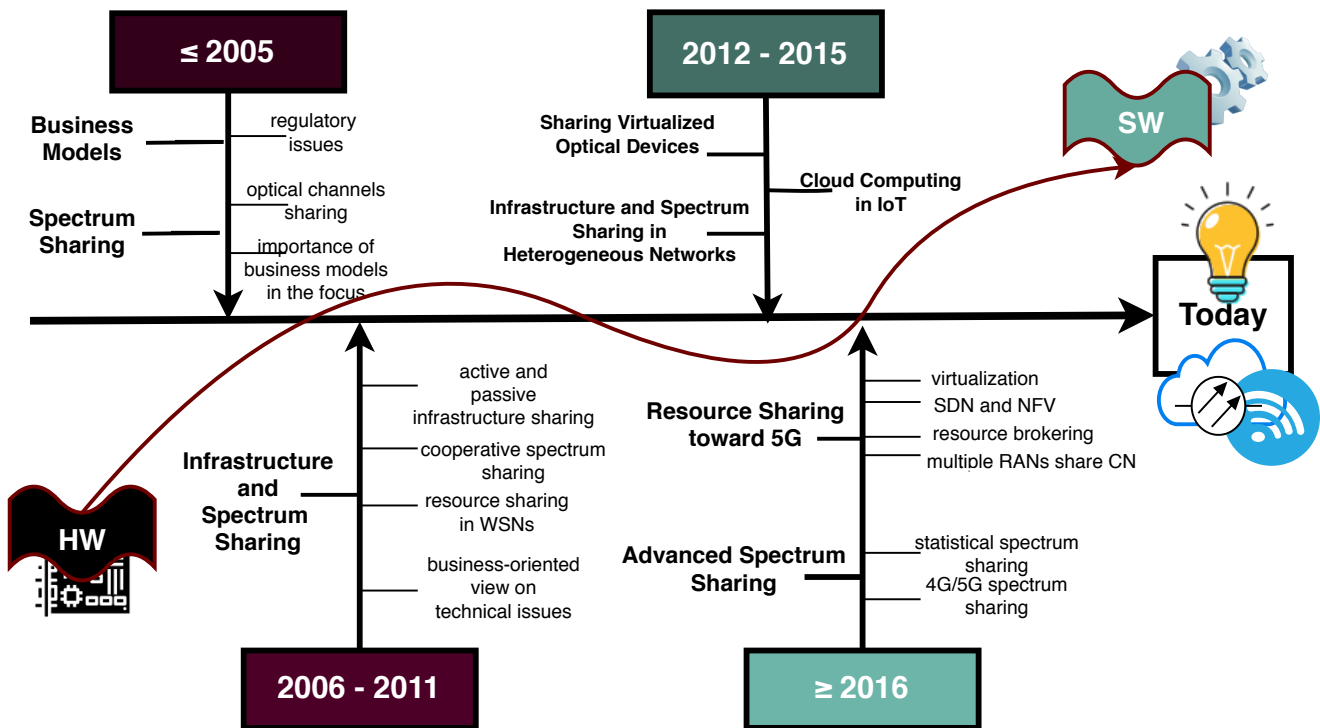 ≤ 2005
Business
Models
regulatory
issues
optical channels
sharing
Spectrum
Sharing
importance of
business models
in the focus
2012 - 2015
Sharing Virtualized
Optical Devices
Cloud Computing
in IoT
Infrastructure and Spectrum
Sharing in
Heterogeneous Networks
SW
Today
HW
active and
passive
infrastructure sharing
cooperative spectrum
sharing
Infrastructure
and
Spectrum
Sharing
resource sharing
in WSNs
business-oriented
view on
technical issues
2006 - 2011
virtualization
SDN and NFV
Resource Sharing
toward 5G
resource brokering
multiple RANs share CN
Advanced Spectrum
Sharing
statistical spectrum
sharing
4G/5G spectrum
sharing
≥ 2016